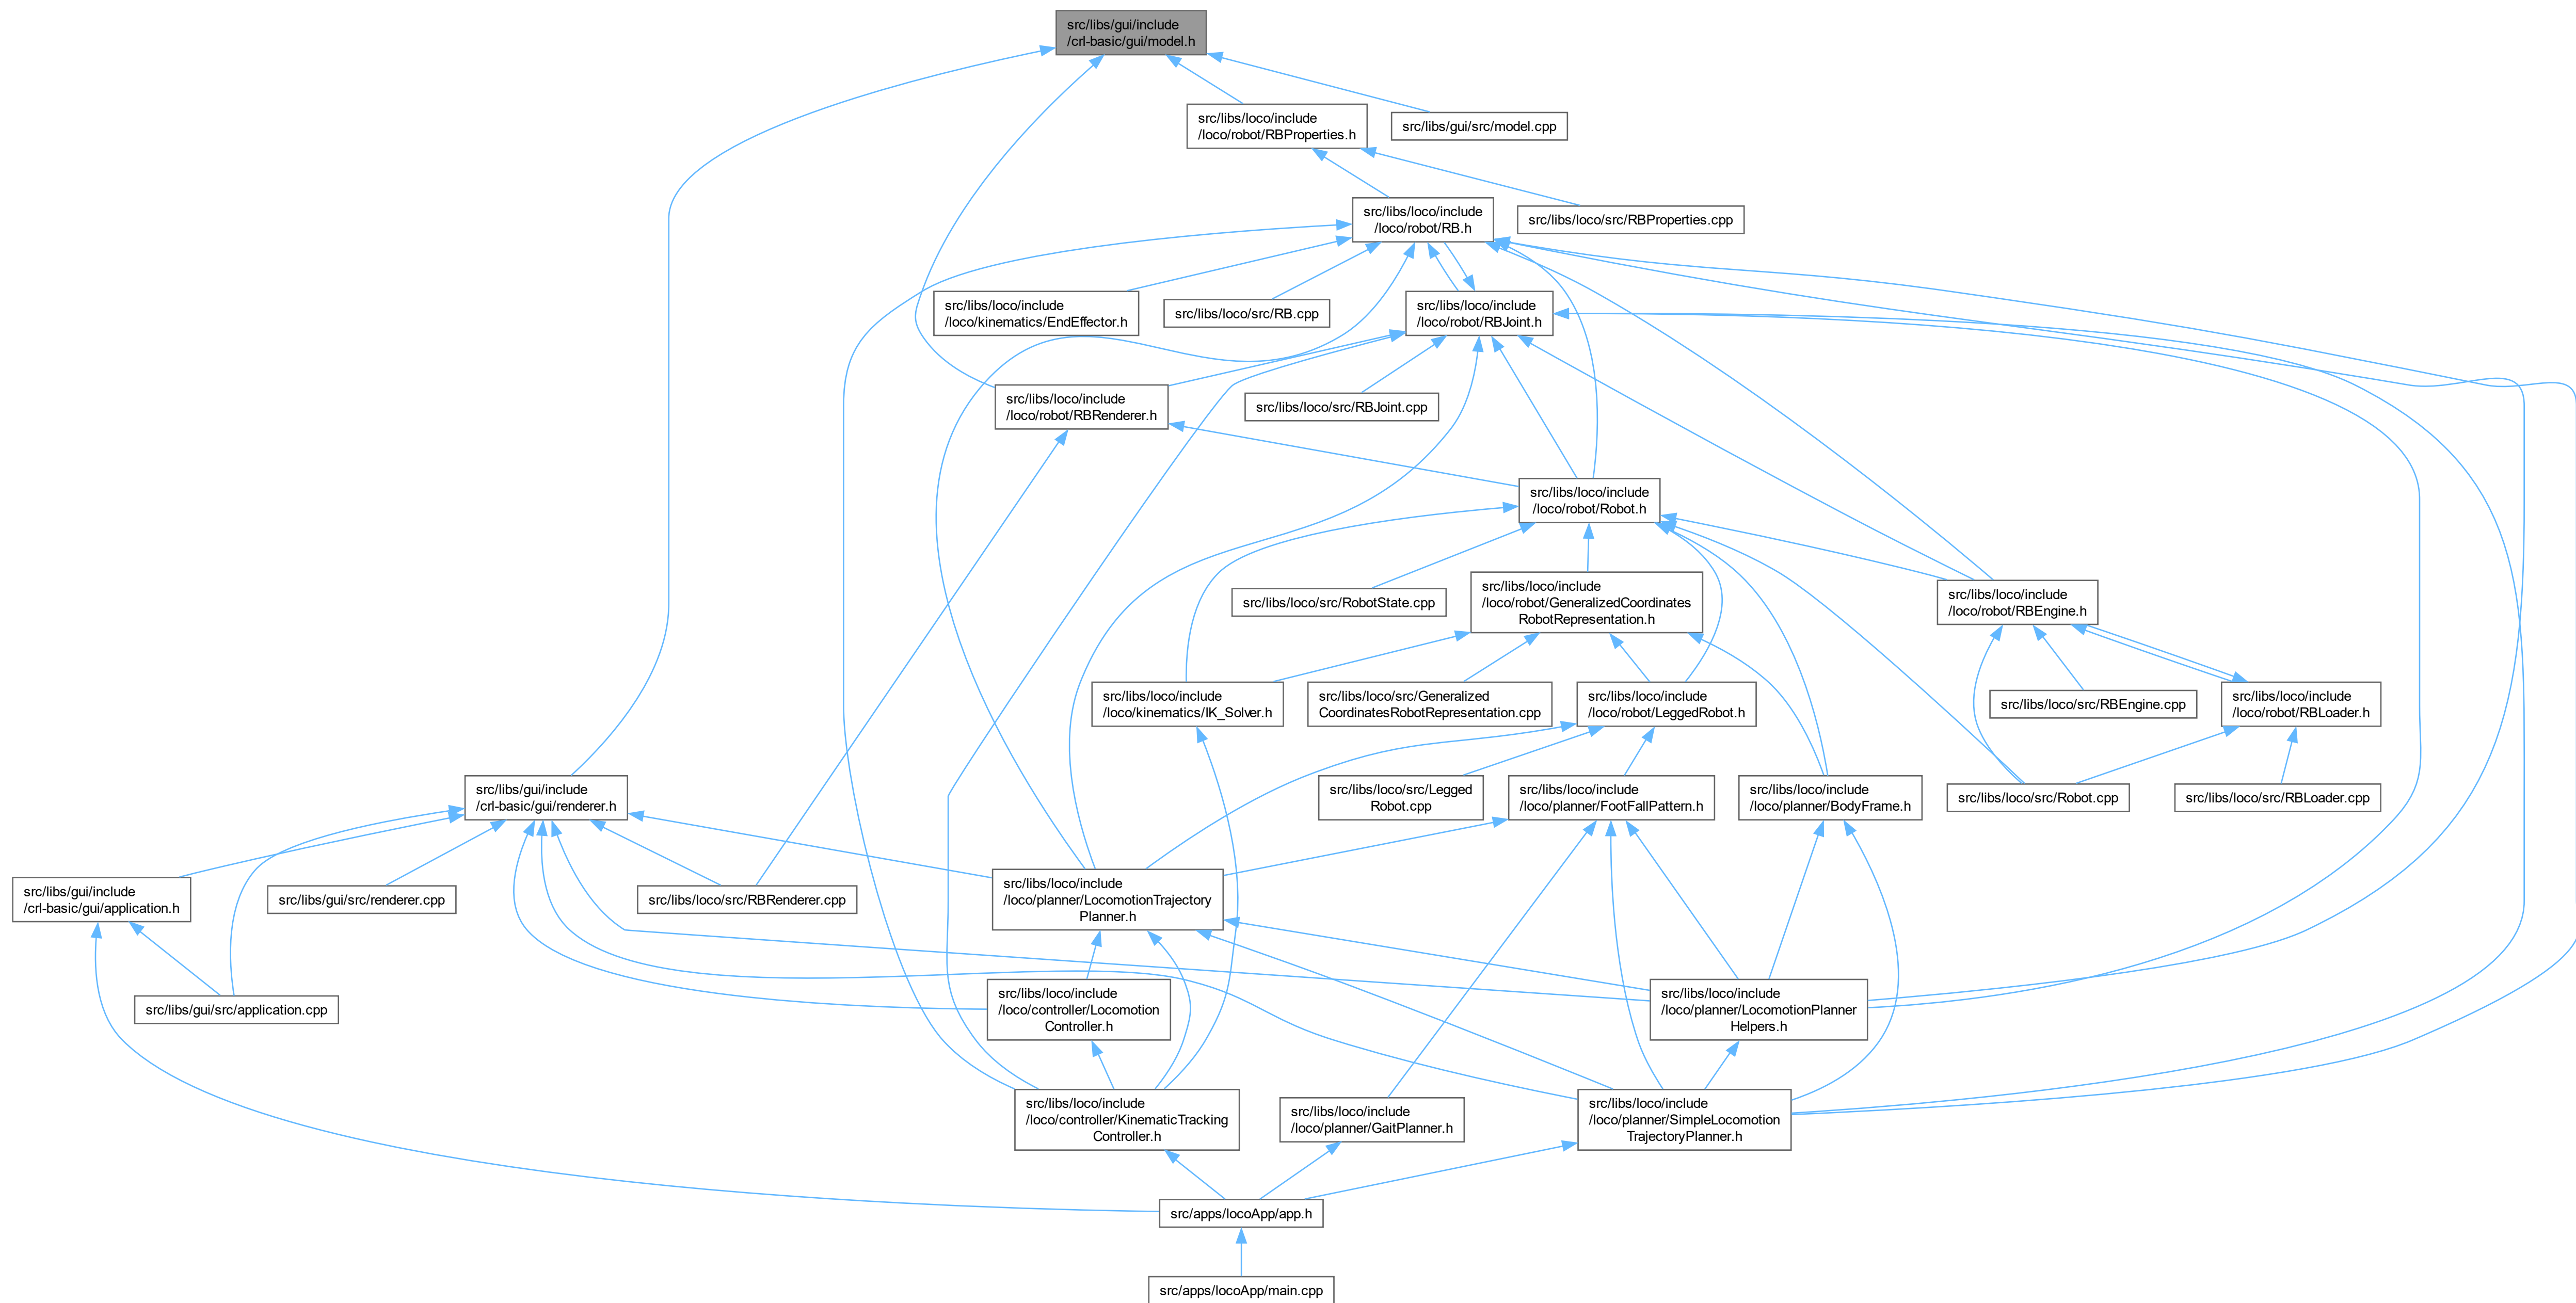 src/libs/gui/include
/crl-basic/gui/model.h
src/libs/loco/include
/loco/robot/RBProperties.h
src/libs/gui/src/model.cpp
src/libs/loco/include
/loco/robot/RB.h
src/libs/loco/src/RBProperties.cpp
src/libs/loco/include
/loco/kinematics/EndEffector.h
src/libs/loco/src/RB.cpp
src/libs/loco/include
/loco/robot/RBJoint.h
src/libs/loco/include
/loco/robot/RBRenderer.h
src/libs/loco/src/RBJoint.cpp
src/libs/loco/include
/loco/robot/Robot.h
src/libs/loco/src/RobotState.cpp
src/libs/loco/include
/loco/robot/GeneralizedCoordinates
RobotRepresentation.h
src/libs/loco/include
/loco/robot/RBEngine.h
src/libs/loco/include
/loco/kinematics/IK_Solver.h
src/libs/loco/src/Generalized
CoordinatesRobotRepresentation.cpp
src/libs/loco/include
/loco/robot/LeggedRobot.h
src/libs/loco/src/RBEngine.cpp
src/libs/loco/include
/loco/robot/RBLoader.h
src/libs/gui/include
/crl-basic/gui/renderer.h
src/libs/loco/src/Legged
Robot.cpp
src/libs/loco/include
/loco/planner/FootFallPattern.h
src/libs/loco/include
/loco/planner/BodyFrame.h
src/libs/loco/src/Robot.cpp
src/libs/loco/src/RBLoader.cpp
src/libs/gui/include
/crl-basic/gui/application.h
src/libs/gui/src/renderer.cpp
src/libs/loco/src/RBRenderer.cpp
src/libs/loco/include
/loco/planner/LocomotionTrajectory
Planner.h
src/libs/gui/src/application.cpp
src/libs/loco/include
/loco/controller/Locomotion
Controller.h
src/libs/loco/include
/loco/planner/LocomotionPlanner
Helpers.h
src/libs/loco/include
/loco/controller/KinematicTracking
Controller.h
src/libs/loco/include
/loco/planner/GaitPlanner.h
src/libs/loco/include
/loco/planner/SimpleLocomotion
TrajectoryPlanner.h
src/apps/locoApp/app.h
src/apps/locoApp/main.cpp